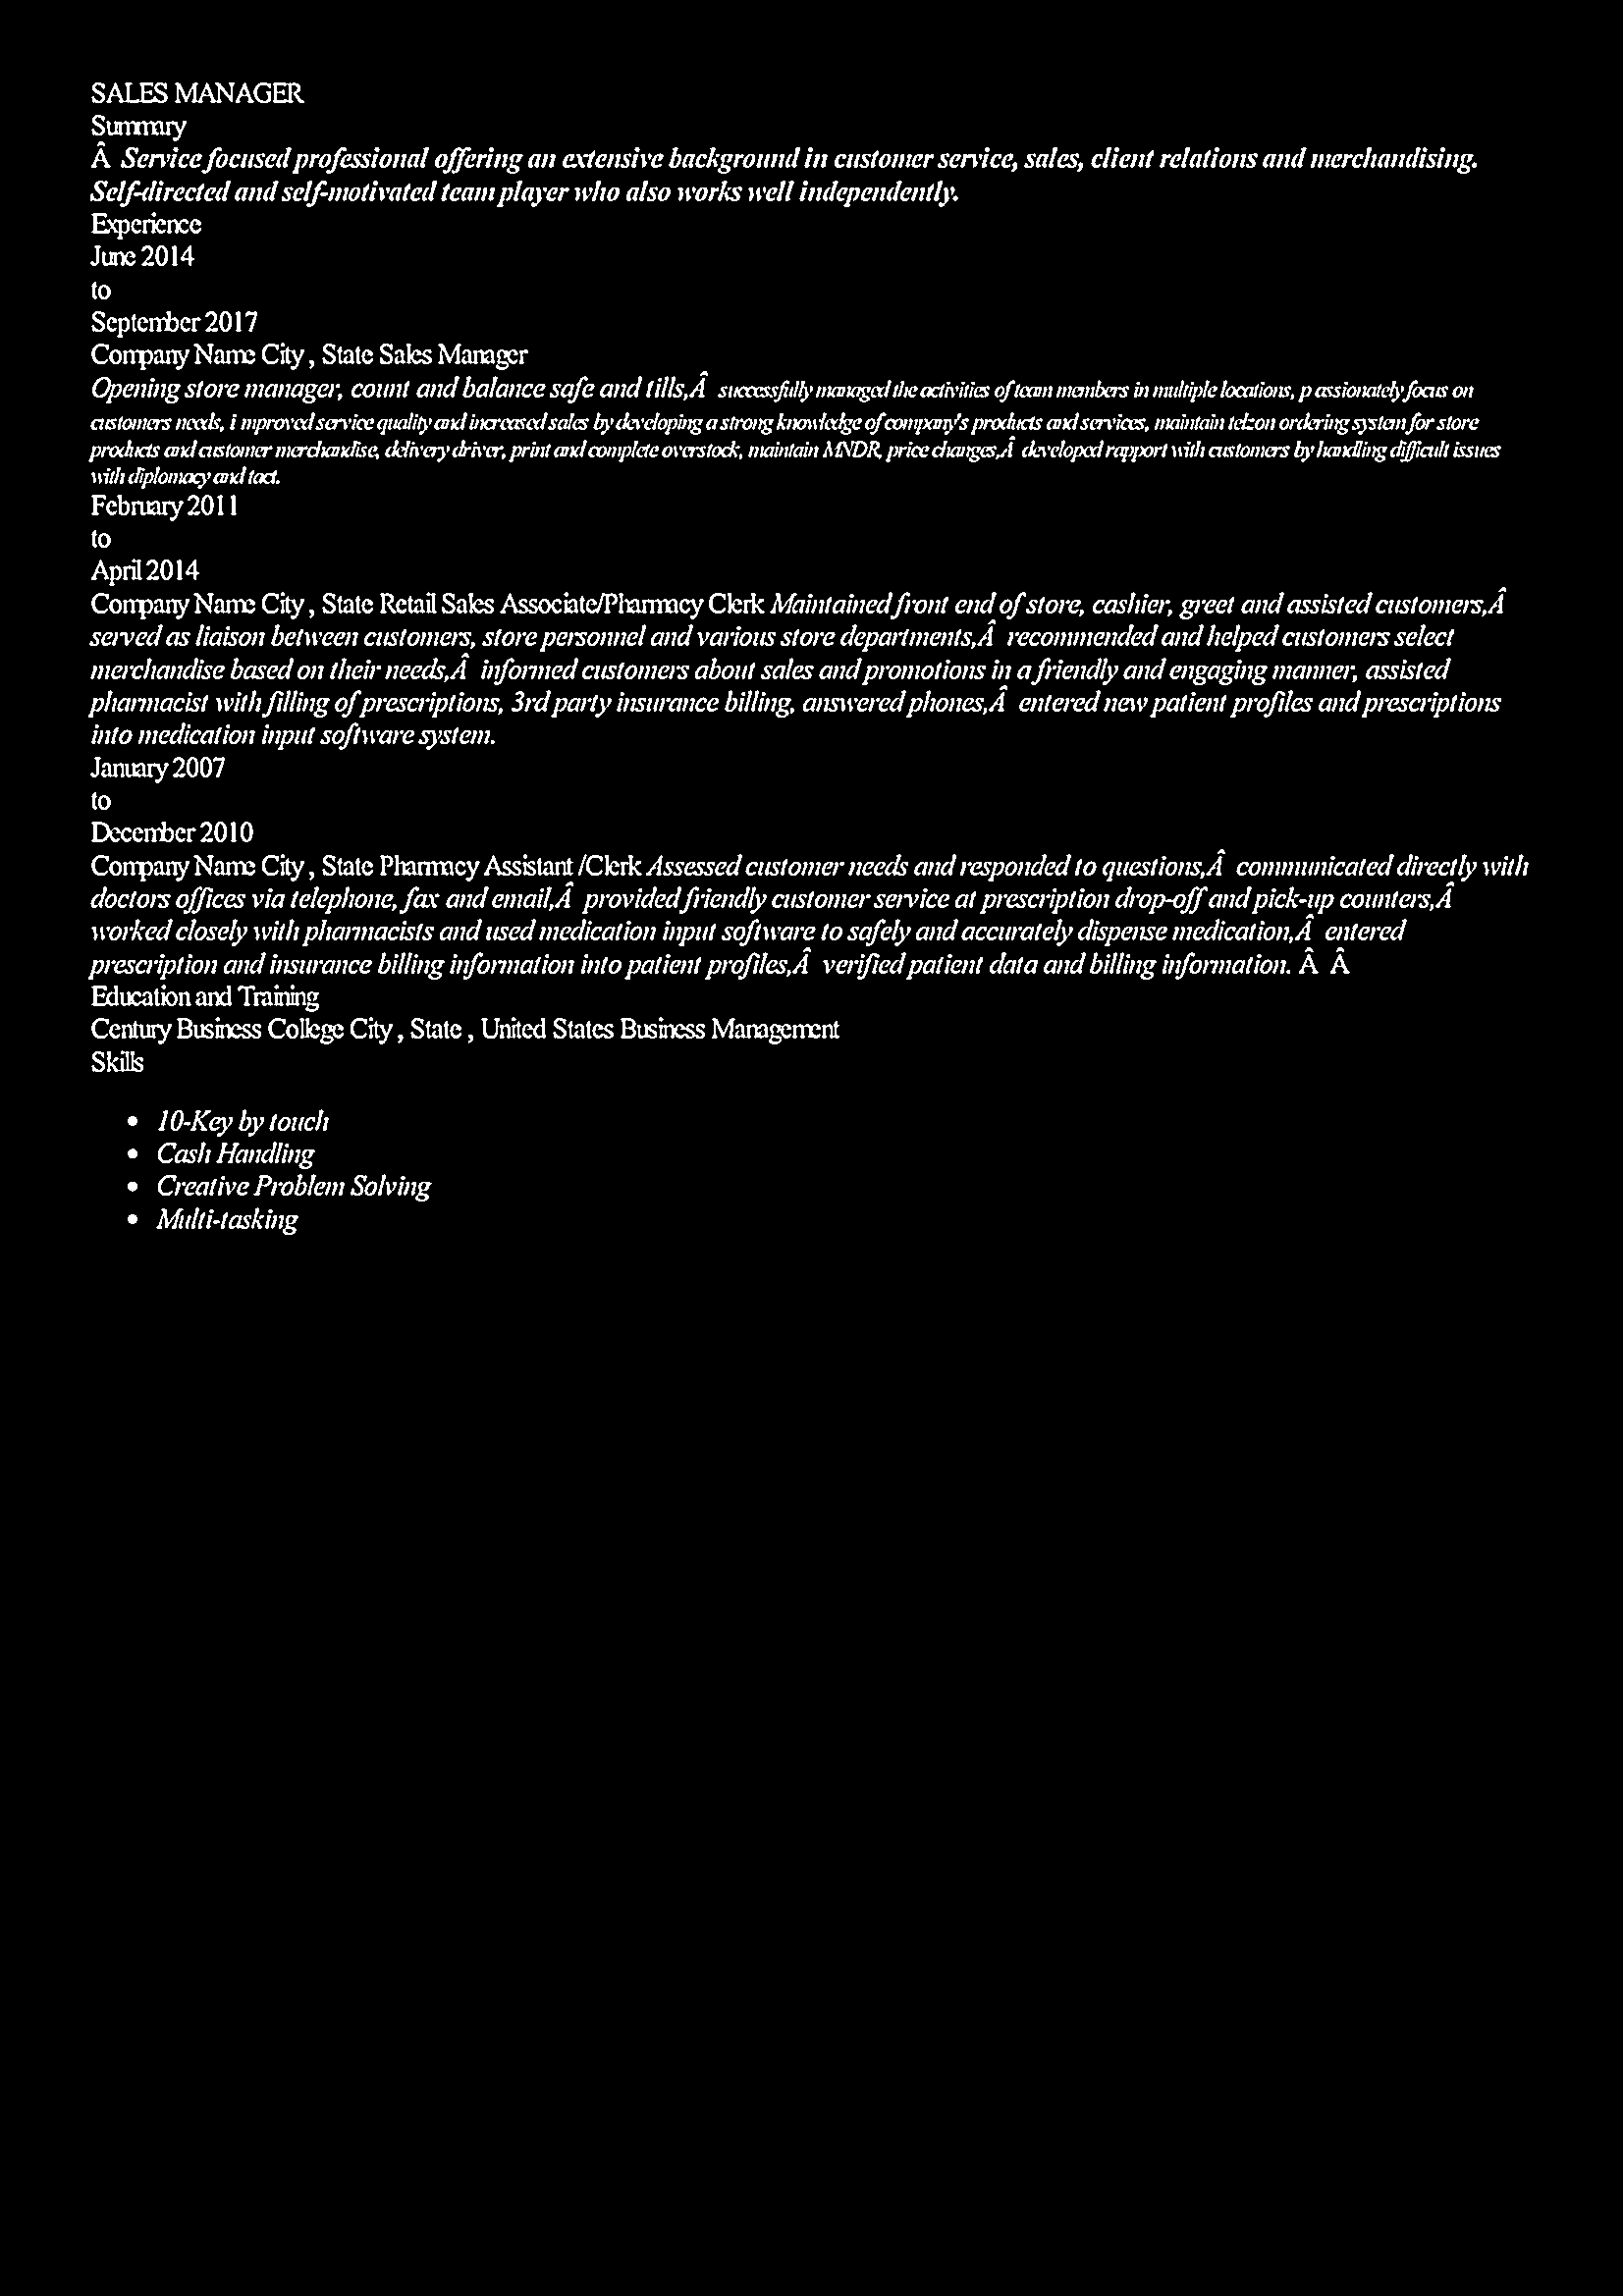 SALES MANAGER
Summary
Â Service focused professional offering an extensive background in customer service, sales, client relations and merchandising.
Self-directed and self-motivated team player who also works well independently.
Experience
June 2014
to
September 2017
Company Name City , State Sales Manager
Opening store manager, count and balance safe and tills,Â successfully managed the activities of team members in multiple locations, p assionately focus on
customers needs, i mproved service quality and increased sales by developing a strong knowledge of company's products and services, maintain telzon ordering system for store
products and customer merchandise, delivery driver, print and complete overstock, maintain MNDR, price changes,Â developed rapport with customers by handling difficult issues
with diplomacy and tact.
February 2011
to
April 2014
Company Name City , State Retail Sales Associate/Pharmacy Clerk Maintained front end of store, cashier, greet and assisted customers,Â
served as liaison between customers, store personnel and various store departments,Â recommended and helped customers select
merchandise based on their needs,Â informed customers about sales and promotions in a friendly and engaging manner, assisted
pharmacist with filling of prescriptions, 3rd party insurance billing, answered phones,Â entered new patient profiles and prescriptions
into medication input software system.
January 2007
to
December 2010
Company Name City , State Pharmacy Assistant /Clerk Assessed customer needs and responded to questions,Â communicated directly with
doctors offices via telephone, fax and email,Â provided friendly customer service at prescription drop-off and pick-up counters,Â
worked closely with pharmacists and used medication input software to safely and accurately dispense medication,Â entered
prescription and insurance billing information into patient profiles,Â verified patient data and billing information. Â Â
Education and Training
Century Business College City , State , United States Business Management
Skills
• 10-Key by touch
• Cash Handling
• Creative Problem Solving
• Multi-tasking